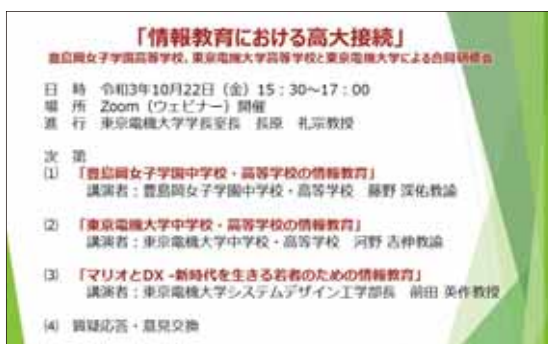 「情報教育における高大接続」
豊島岡女子学園高等学校、東京電機大学高等学校と東京電機大学による合同研修会
日　時　令和3年10月22日（金）15：30～17：00
場　所　Zoom（ウェビナー）開催
進　行　東京電機大学学長室長　長原　礼宗教授
次　第
(1)　「豊島岡女子学園中学校・高等学校の情報教育」
講演者：豊島岡女子学園中学校・高等学校　藤野　教諭
(2)　「東京電機大学中学校・高等学校の情報教育」
講演者：東京電機大学中学校・高等学校　河野　吉伸教諭
(3)　「マリオとDX -新時代を生きる若者のための情報教育」
講演者：東京電機大学システムデザイン工学部長　前田　英作教授
(4)　質疑応答・意見交換